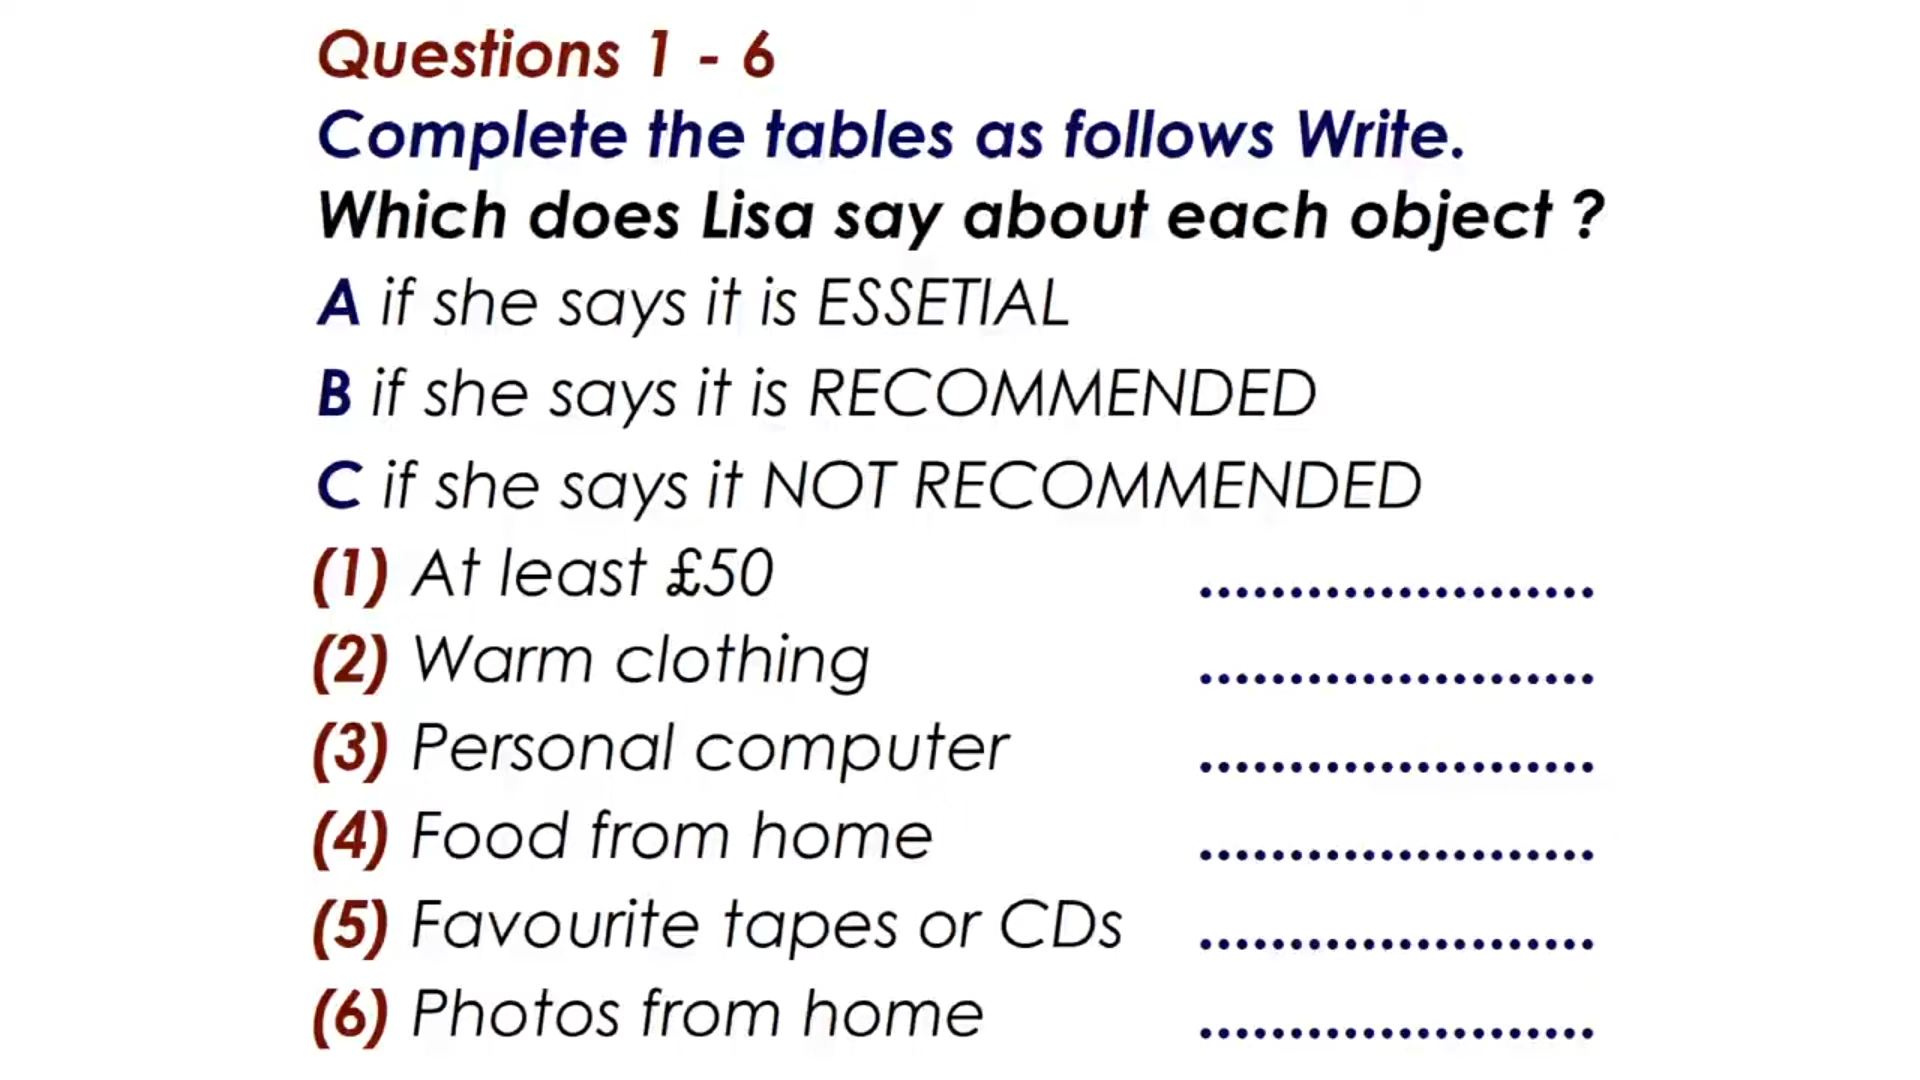 Questions 1 - 6
Complete the tables as follows Write.
Which does Lisa say about each object ?
A if she says it is ESSETIAL
B if she says it is RECOMMENDED
C if she says it NOT RECOMMENDED
(1) At least £50 ......................
(2) Warm clothing ......................
(3) Personal computer ......................
(4) Food from home ......................
(5) Favourite tapes or CDs ......................
(6) Photos from home ......................